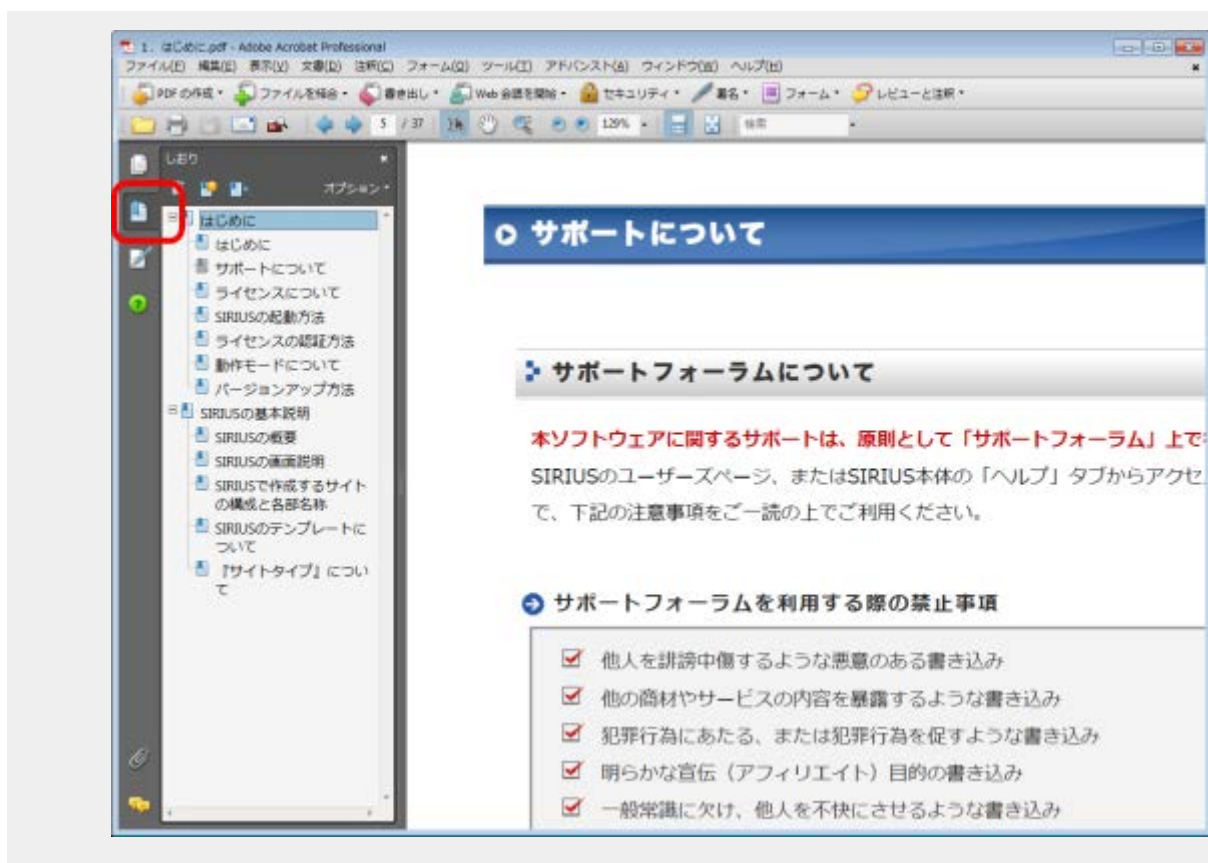 1. はじめに.pdf - Adobe Acrobat Professional
ファイル(F) 編集(E) 表示(V) 文書(D) 注釈(C) フォーム(O) ツール(T) アドバンスト(A) ウィンドウ(W) ヘルプ(H)
PDF の作成 ファイルを結合 書き出し Web 会議を開始 セキュリティ 署名 フォーム レビューと注釈
5 / 37 129% 検索
しおり
オプション
はじめに
はじめに
サポートについて
ライセンスについて
SIRIUSの起動方法
ライセンスの認証方法
動作モードについて
バージョンアップ方法
SIRIUSの基本説明
SIRIUSの概要
SIRIUSの画面説明
SIRIUSで作成するサイト
の構成と各部名称
SIRIUSのテンプレートに
ついて
『サイトタイプ』につい
て
サポートについて
サポートフォーラムについて
本ソフトウェアに関するサポートは、原則として「サポートフォーラム」上で
SIRIUSのユーザーズページ、またはSIRIUS本体の「ヘルプ」タブからアクセ
で、下記の注意事項をご一読の上でご利用ください。
サポートフォーラムを利用する際の禁止事項
他人を誹謗中傷するような悪意のある書き込み
他の商材やサービスの内容を暴露するような書き込み
犯罪行為にあたる、または犯罪行為を促すような書き込み
明らかな宣伝（アフィリエイト）目的の書き込み
一般常識に欠け、他人を不快にさせるような書き込み